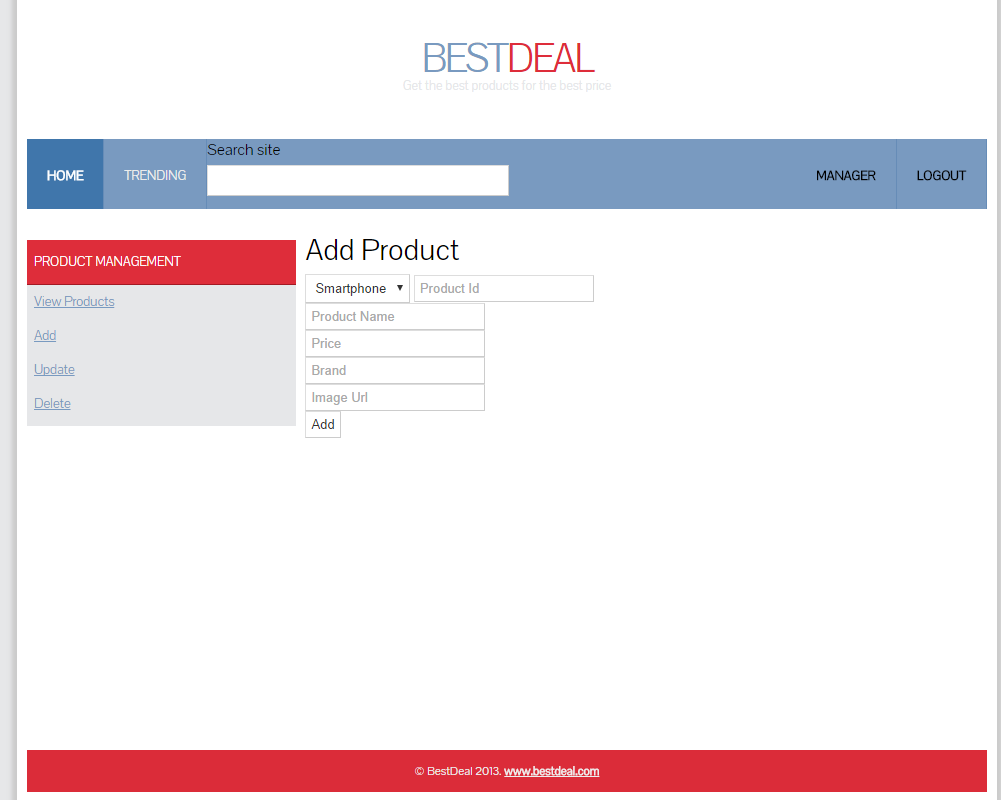 BESTDEAL
Get the best products for the best price
HOME
TRENDING
Search site
MANAGER
LOGOUT
PRODUCT MANAGEMENT
View Products
Add
Update
Delete
Add Product
Smartphone
Product Id
Product Name
Price
Brand
Image Url
Add
© BestDeal 2013. www.bestdeal.com